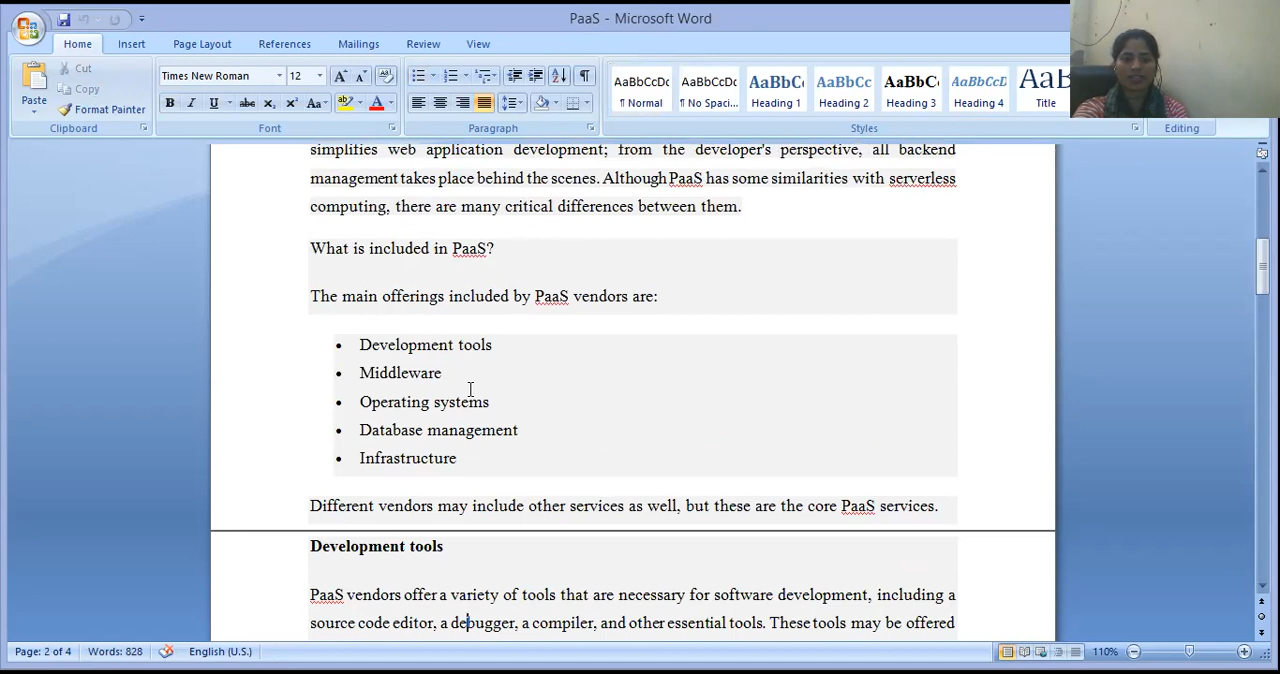 PaaS - Microsoft Word
Home Insert Page Layout References Mailings Review View
Paste
Cut
Copy
Format Painter
Clipboard
Times New Roman 12
B I U abc x₂ x² Aa
Font
Paragraph
AaBbCcDc AaBbCcDc AaBbC AaBbCc AaBbC AaBbCcD AaB
¶ Normal ¶ No Spaci... Heading 1 Heading 2 Heading 3 Heading 4 Title
Styles
Editing
simplifies web application development; from the developer's perspective, all backend
management takes place behind the scenes. Although PaaS has some similarities with serverless
computing, there are many critical differences between them.
What is included in PaaS?
The main offerings included by PaaS vendors are:
• Development tools
• Middleware
• Operating systems
• Database management
• Infrastructure
Different vendors may include other services as well, but these are the core PaaS services.
Development tools
PaaS vendors offer a variety of tools that are necessary for software development, including a
source code editor, a debugger, a compiler, and other essential tools. These tools may be offered
Page: 2 of 4 Words: 828 English (U.S.) 110%